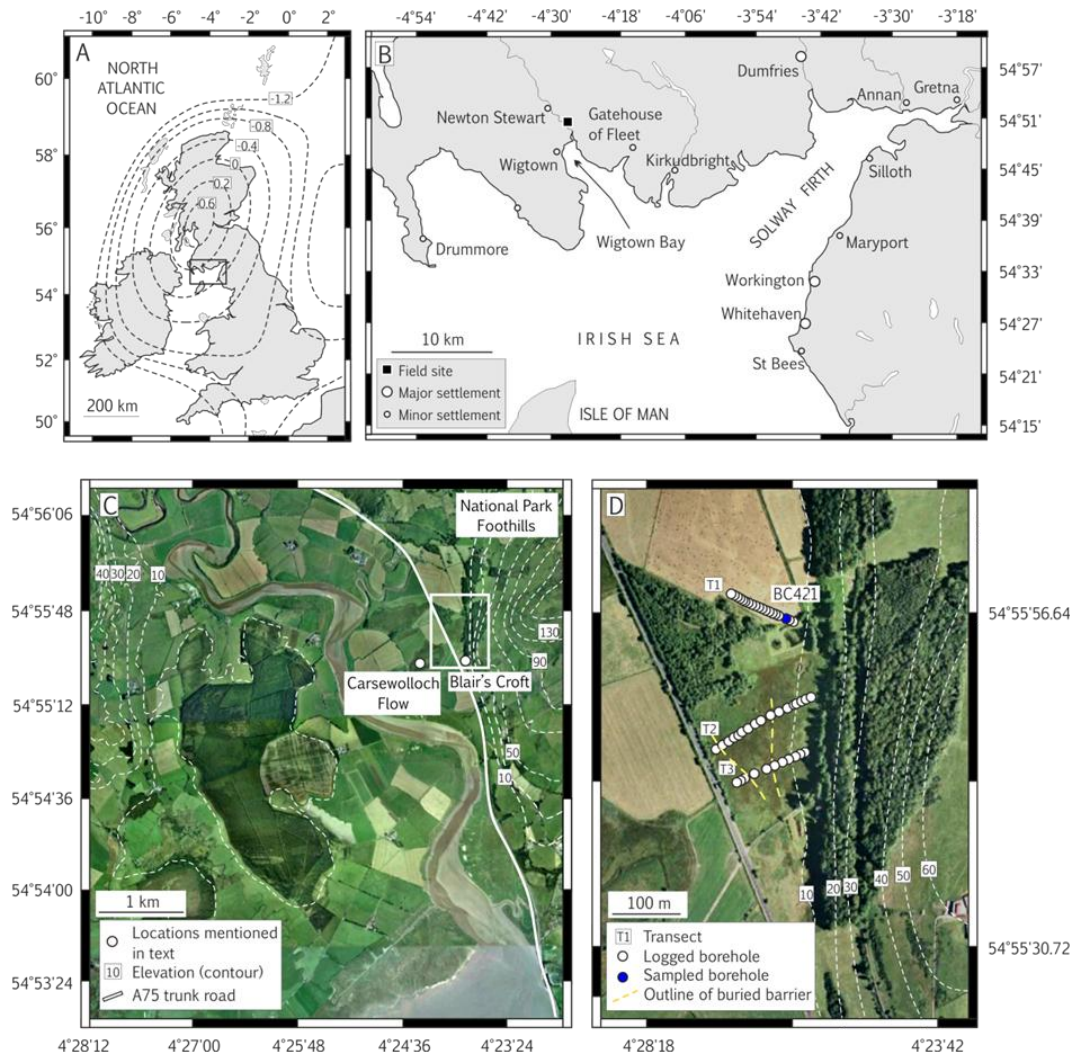 -10° -8° -6° -4° -2° 0° 2°
A
NORTH
ATLANTIC
OCEAN
60°
58°
56°
54°
52°
50°
-1.2
-0.8
-0.4
0
0.2
0.6
200 km
-4°54' -4°30' -4°18' -4°06' -3°42' -3°30' -3°18'
B
Dumfries
Annan
Gretna
Newton Stewart
Gatehouse
of Fleet
Wigtown
Kirkudbright
Silloth
SOLWAY FIRTH
Wigtown Bay
Drummore
Maryport
Workington
Whitehaven
St Bees
IRISH SEA
ISLE OF MAN
10 km
Field site
Major settlement
Minor settlement
54°57'
54°51'
54°45'
54°39'
54°33'
54°27'
54°21'
54°15'
C
National Park
Foothills
54°56'06
54°55'48
54°55'12
54°54'36
54°54'00
54°53'24
40 30 20 10
130
90
50
10
Carsewolloch
Flow
Blair's Croft
1 km
Locations mentioned
in text
10 Elevation (contour)
A75 trunk road
4°28'12 4°27'00 4°25'48 4°24'36 4°23'24
D
T1
BC421
T2
T3
10 20 30 40 50 60
100 m
T1 Transect
Logged borehole
Sampled borehole
Outline of buried barrier
54°55'56.64
54°55'30.72
4°28'18 4°23'42